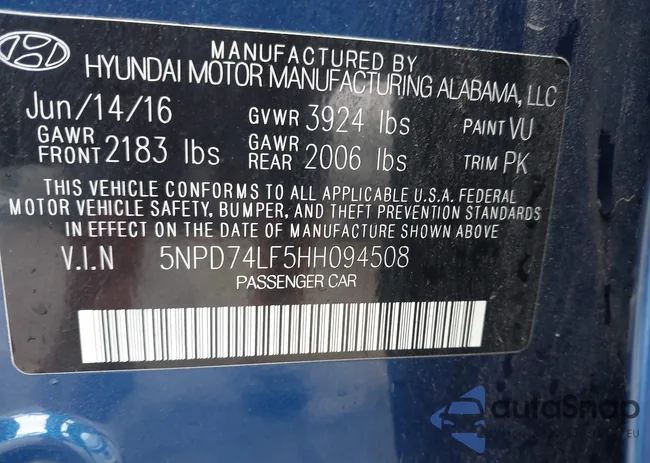 MANUFACTURED BY
HYUNDAI MOTOR MANUFACTURING ALABAMA, LLC
Jun/14/16 GVWR 3924 lbs PAINT VU
GAWR FRONT 2183 lbs GAWR REAR 2006 lbs TRIM PK
THIS VEHICLE CONFORMS TO ALL APPLICABLE U.S.A. FEDERAL
MOTOR VEHICLE SAFETY, BUMPER, AND THEFT PREVENTION STANDARDS
IN EFFECT ON THE DATE OF MANUFACTURE SHOWN ABOVE
V.I.N 5NPD74LF5HH094508
PASSENGER CAR
autoSnap